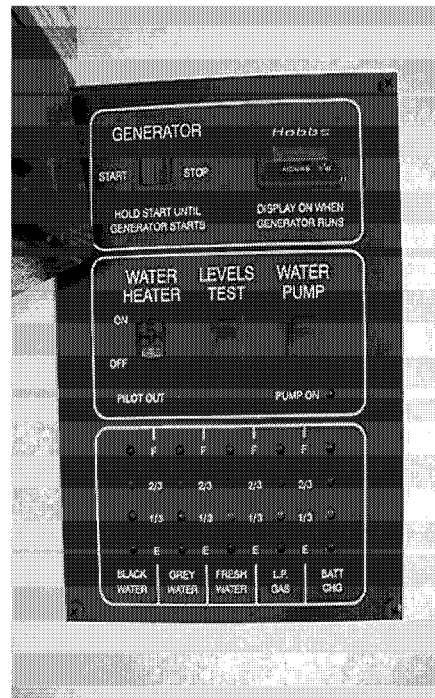 GENERATOR
Hobbs
START
STOP
HOURS
HOLD START UNTIL
GENERATOR STARTS
DISPLAY ON WHEN
GENERATOR RUNS
WATER
HEATER
LEVELS
TEST
WATER
PUMP
ON
OFF
PILOT OUT
PUMP ON
F F F F
2/3 2/3 2/3 2/3
1/3 1/3 1/3 1/3
E E E E
BLACK
WATER
GREY
WATER
FRESH
WATER
L.P.
GAS
BATT
CHG